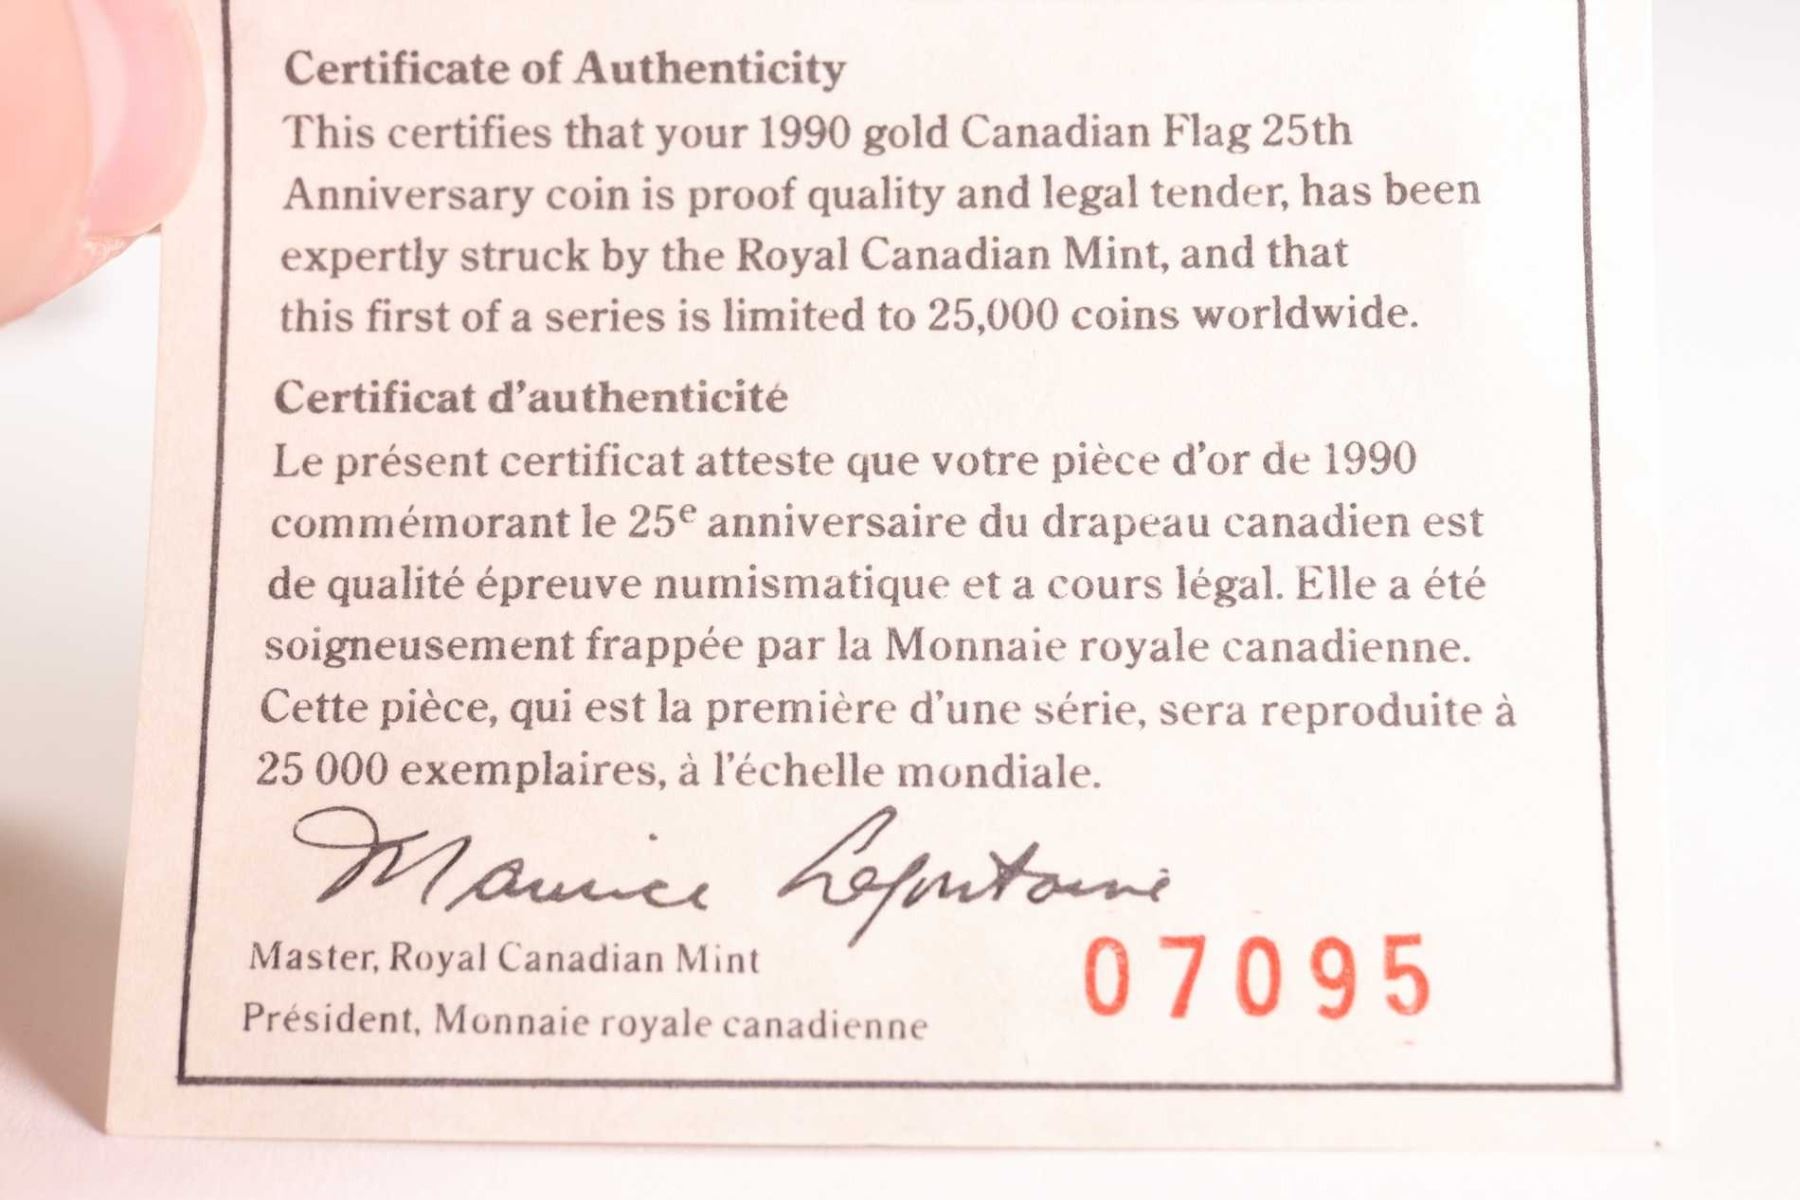 Certificate of Authenticity
This certifies that your 1990 gold Canadian Flag 25th
Anniversary coin is proof quality and legal tender, has been
expertly struck by the Royal Canadian Mint, and that
this first of a series is limited to 25,000 coins worldwide.
Certificat d'authenticité
Le présent certificat atteste que votre pièce d'or de 1990
commémorant le 25e anniversaire du drapeau canadien est
de qualité épreuve numismatique et a cours légal. Elle a été
soigneusement frappée par la Monnaie royale canadienne.
Cette pièce, qui est la première d'une série, sera reproduite à
25 000 exemplaires, à l'échelle mondiale.
Maurice Lafontaine
Master, Royal Canadian Mint
Président, Monnaie royale canadienne
07095